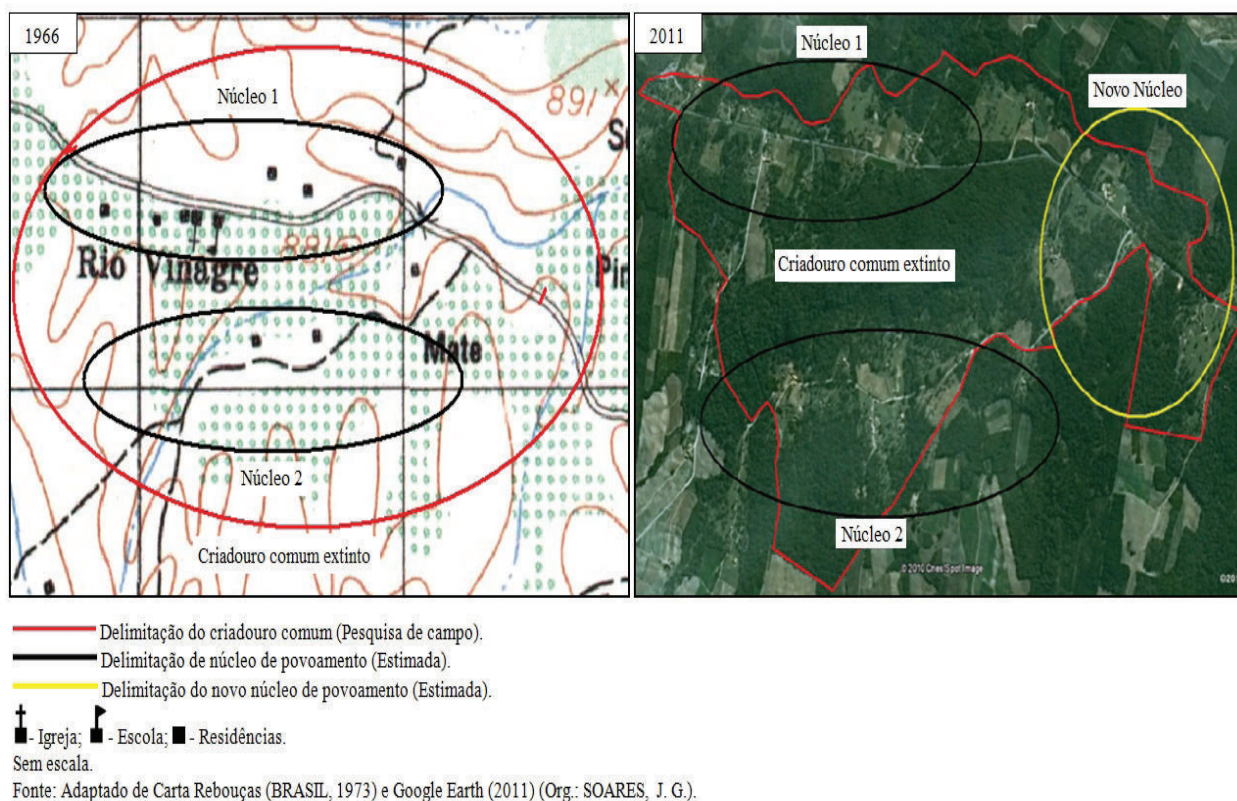 1966
Núcleo 1
891
Rio Vinagre
Mate
Núcleo 2
Criadouro comum extinto
2011
Núcleo 1
Novo Núcleo
Criadouro comum extinto
Núcleo 2
© 2010 Cnes/Spot Image
Delimitação do criadouro comum (Pesquisa de campo).
Delimitação de núcleo de povoamento (Estimada).
Delimitação do novo núcleo de povoamento (Estimada).
- Igreja; - Escola; - Residências.
Sem escala.
Fonte: Adaptado de Carta Rebouças (BRASIL, 1973) e Google Earth (2011) (Org.: SOARES, J. G.).